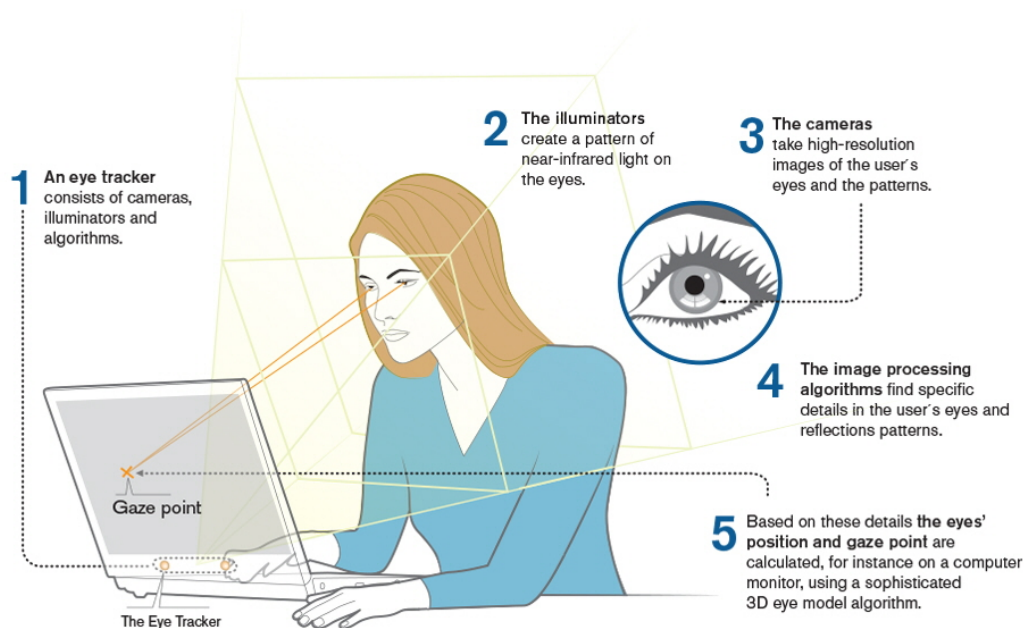 1 An eye tracker
consists of cameras,
illuminators and
algorithms.
2 The illuminators
create a pattern of
near-infrared light on
the eyes.
3 The cameras
take high-resolution
images of the user´s
eyes and the patterns.
4 The image processing
algorithms find specific
details in the user´s eyes and
reflections patterns.
Gaze point
5 Based on these details the eyes’
position and gaze point are
calculated, for instance on a computer
monitor, using a sophisticated
3D eye model algorithm.
The Eye Tracker